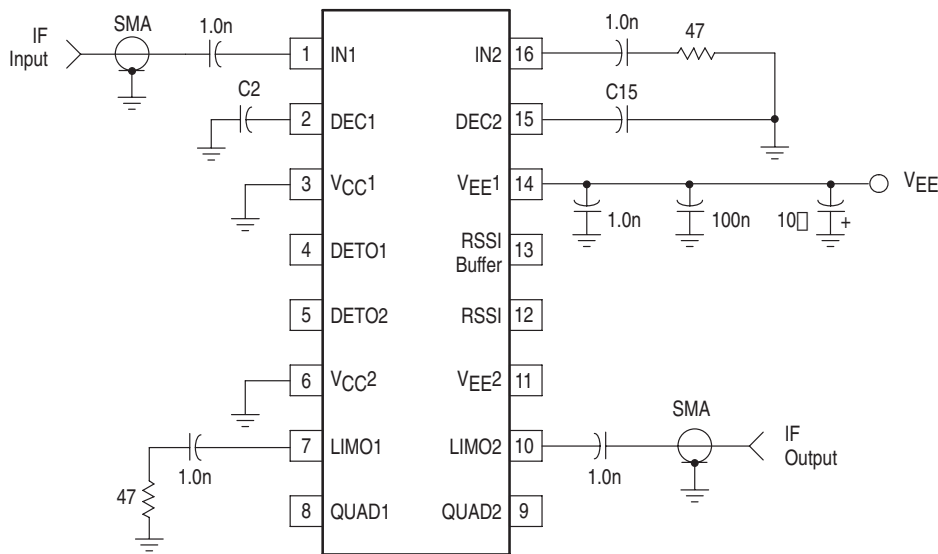 IF
Input
SMA
1.0n
1 IN1
C2
2 DEC1
3 VCC1
4 DETO1
5 DETO2
6 VCC2
7 LIMO1
1.0n
47
8 QUAD1
1.0n
47
IN2 16
C15
DEC2 15
VEE1 14
VEE
1.0n
100n
10□
+
RSSI
Buffer
13
RSSI 12
VEE2 11
SMA
LIMO2 10
1.0n
IF
Output
QUAD2 9